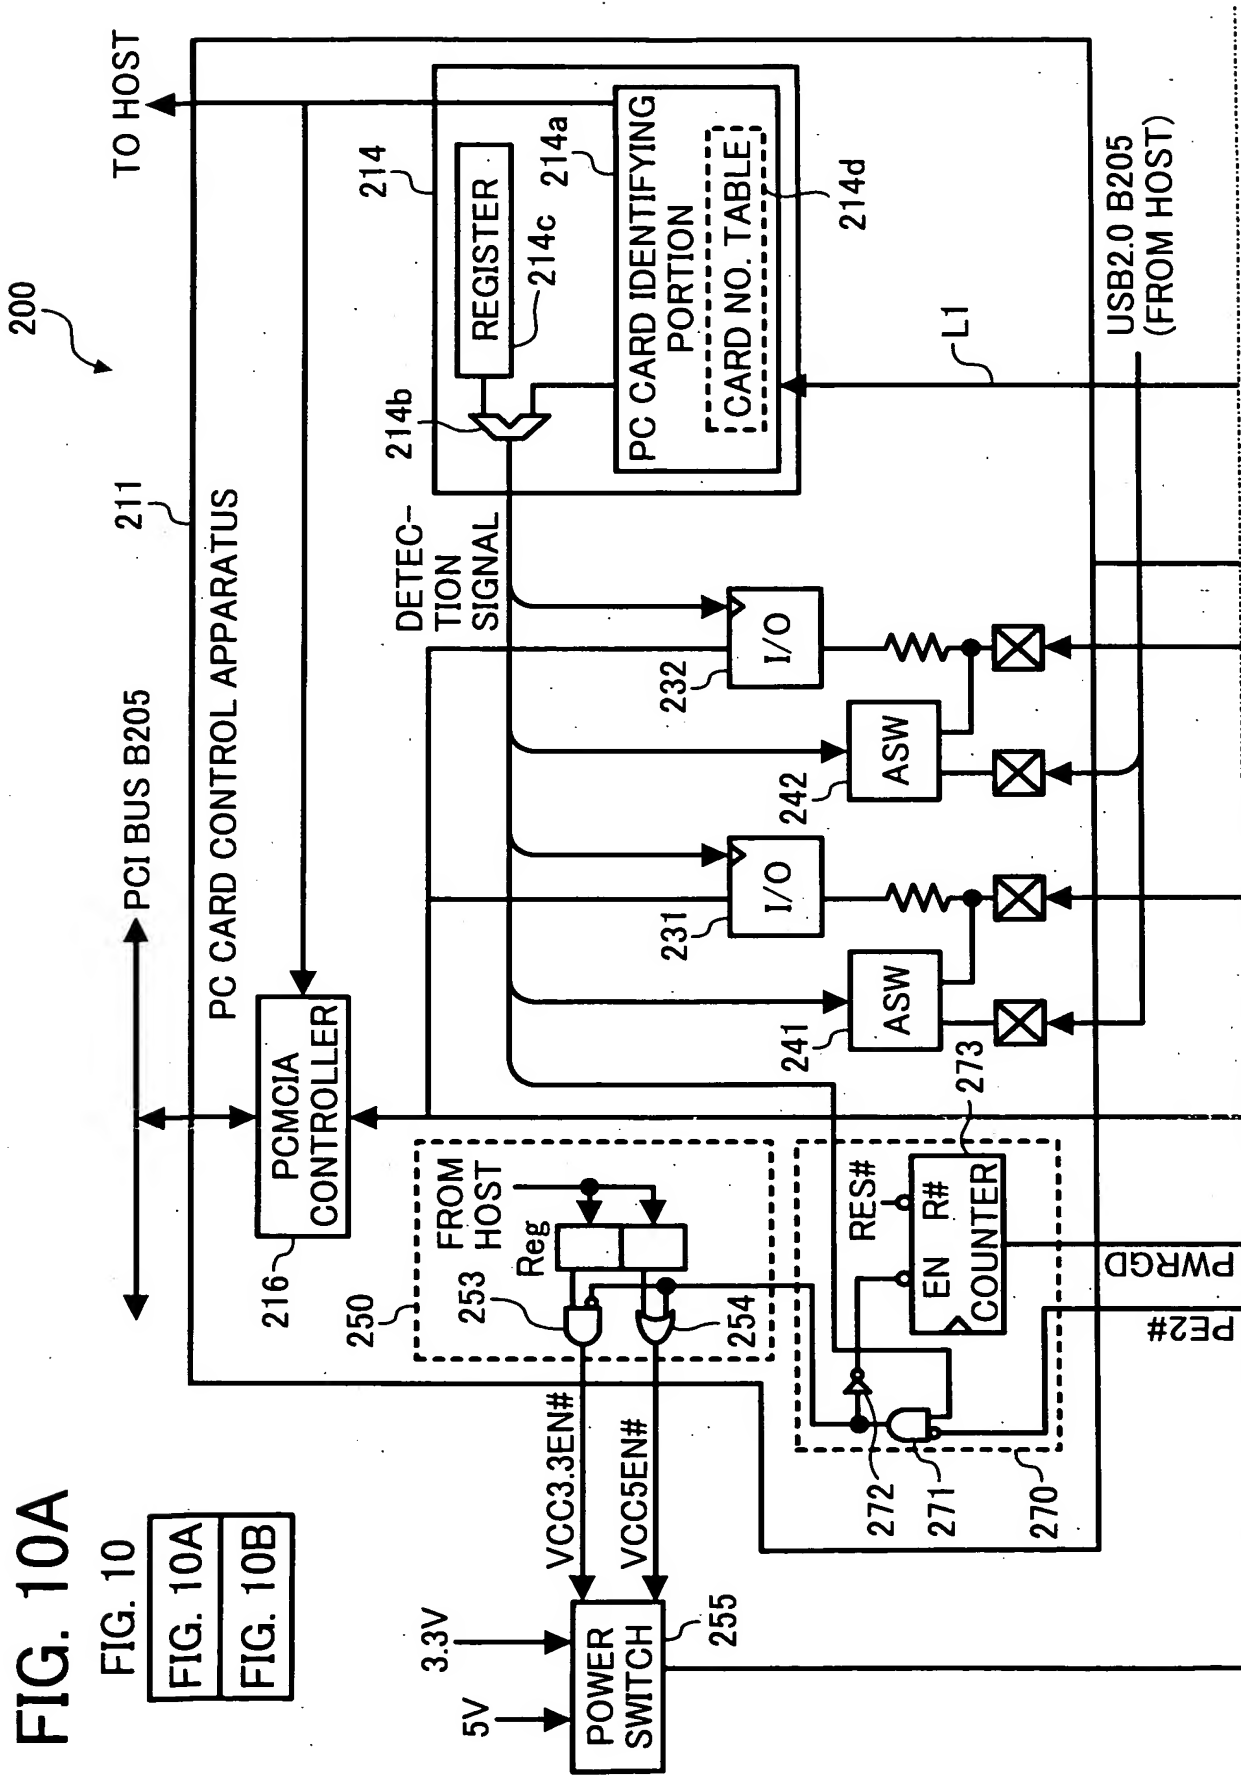 FIG. 10A
FIG. 10
FIG. 10A
FIG. 10B
200
TO HOST
PCI BUS B205
211
PC CARD CONTROL APPARATUS
PCMCIA
CONTROLLER
216
214
REGISTER
214c
214b
214a
PC CARD IDENTIFYING
PORTION
CARD NO. TABLE
214d
DETEC-
TION
SIGNAL
250
FROM
HOST
Reg
253
254
VCC3.3EN#
VCC5EN#
3.3V
5V
POWER
SWITCH
255
I/O
232
ASW
242
I/O
231
ASW
241
273
RES#
EN R#
COUNTER
272
271
270
PWRGD
PE2#
L1
USB2.0 B205
(FROM HOST)